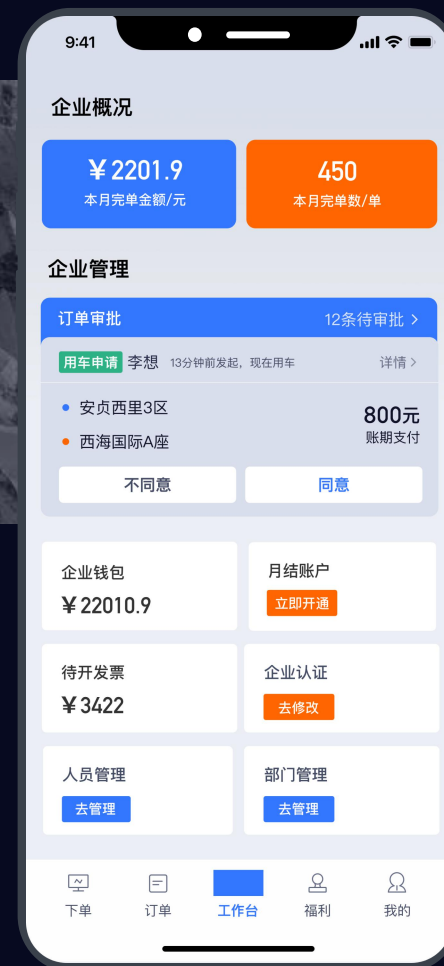 9:41
企业概况
¥2201.9
本月完单金额/元
450
本月完单数/单
企业管理
订单审批
12条待审批 >
用车申请 李想 13分钟前发起，现在用车 详情 >
安贞西里3区
西海国际A座
800元
账期支付
不同意
同意
企业钱包
¥22010.9
月结账户
立即开通
待开发票
¥3422
企业认证
去修改
人员管理
去管理
部门管理
去管理
下单
订单
工作台
福利
我的